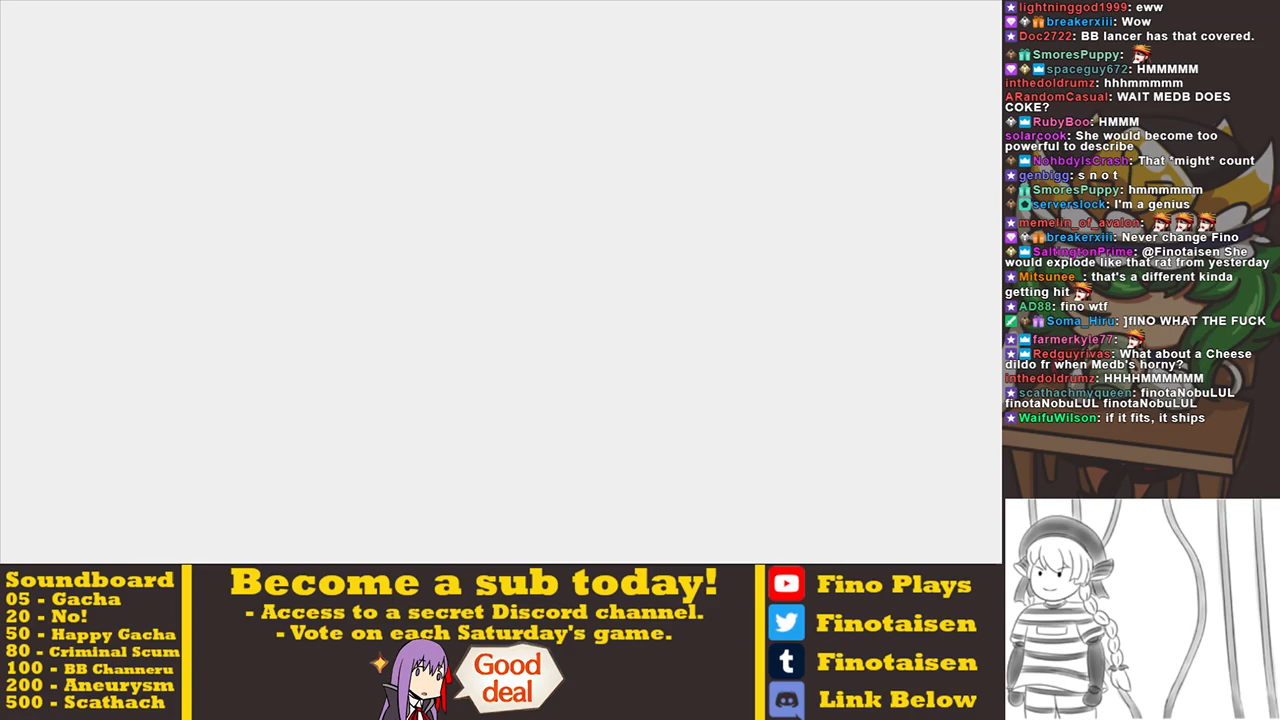 lightninggod1999: eww
breakerxiii: Wow
Doc2722: BB lancer has that covered.
SmoresPuppy:
spaceguy672: HMMMMM
inthedoldrumz: hhhmmmmm
ARandomCasual: WAIT MEDB DOES
COKE?
RubyBoo: HMMM
solarcook: She would become too
powerful to describe
NohbdyIsCrash: That *might* count
genbigg: s n o t
SmoresPuppy: hmmmmmm
serverslock: I'm a genius
memelin_of_avalon:
breakerxiii: Never change Fino
SaltingtonPrime: @Finotaisen She
would explode like that rat from yesterday
Mitsunee_: that's a different kinda
getting hit
AD88: fino wtf
Soma_Hiru: ]fINO WHAT THE FUCK
farmerkyle77:
Redguyrivas: What about a Cheese
dildo fr when Medb's horny?
inthedoldrumz: HHHHMMMMMM
scathachmyqueen: finotaNobuLUL
finotaNobuLUL finotaNobuLUL
WaifuWilson: if it fits, it ships
Soundboard
05 - Gacha
20 - No!
50 - Happy Gacha
80 - Criminal Scum
100 - BB Channeru
200 - Aneurysm
500 - Scathach
Become a sub today!
- Access to a secret Discord channel.
- Vote on each Saturday's game.
Good
deal
Fino Plays
Finotaisen
Finotaisen
Link Below